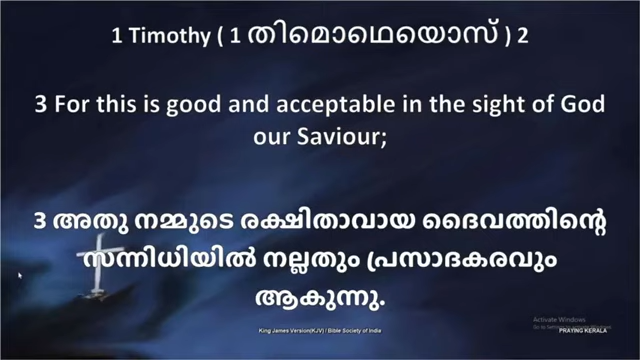 1 Timothy ( 1 തിമൊഥെയൊസ് ) 2
3 For this is good and acceptable in the sight of God
our Saviour;
3 അതു നമ്മുടെ രക്ഷിതാവായ ദൈവത്തിന്റെ
സന്നിധിയിൽ നല്ലതും പ്രസാദകരവും
ആകുന്നു.
King James Version(KJV) / Bible Society of India
Activate Windows
Go to
PRAYING KERALA